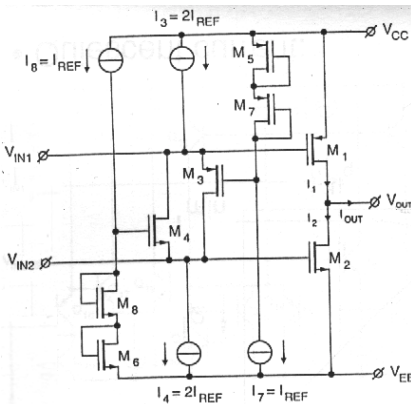 I3 = 2IREF
I8 = IREF
VCC
M5
M7
VIN1
M1
M3
I1
VOUT
IOUT
I2
M4
VIN2
M2
M8
M6
VEE
I4 = 2IREF
I7 = IREF